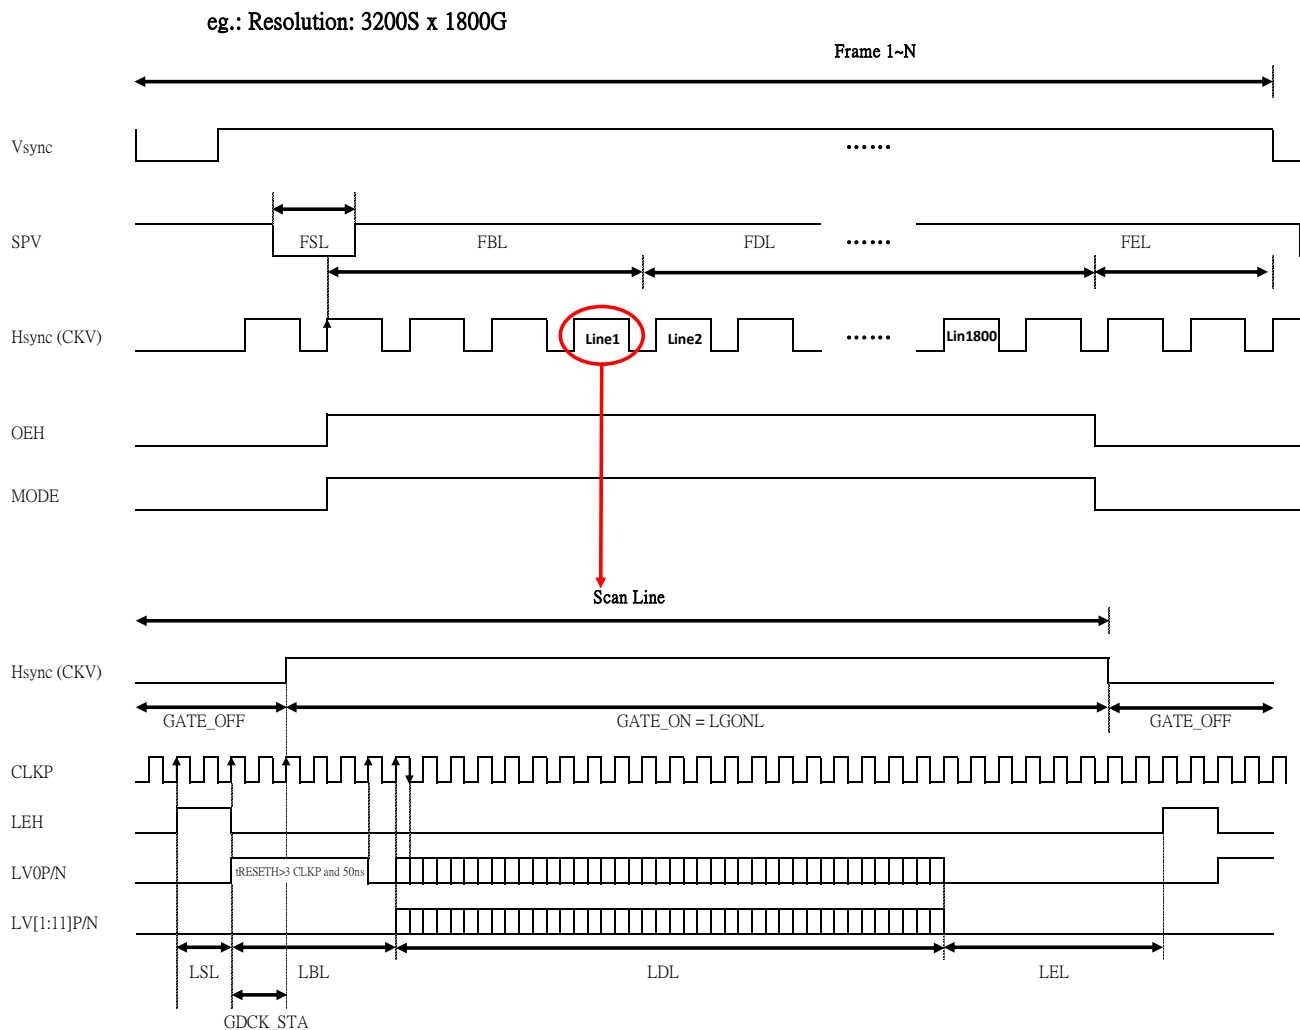 eg.: Resolution: 3200S x 1800G
Frame 1~N
Vsync
......
SPV
FSL
FBL
FDL
......
FEL
Hsync (CKV)
Line1
Line2
......
Lin1800
OEH
MODE
Scan Line
Hsync (CKV)
GATE_OFF
GATE_ON = LGONL
GATE_OFF
CLKP
LEH
LV0P/N
tRESETH>3 CLKP and 50ns
LV[1:11]P/N
LSL
LBL
LDL
LEL
GDCK_STA